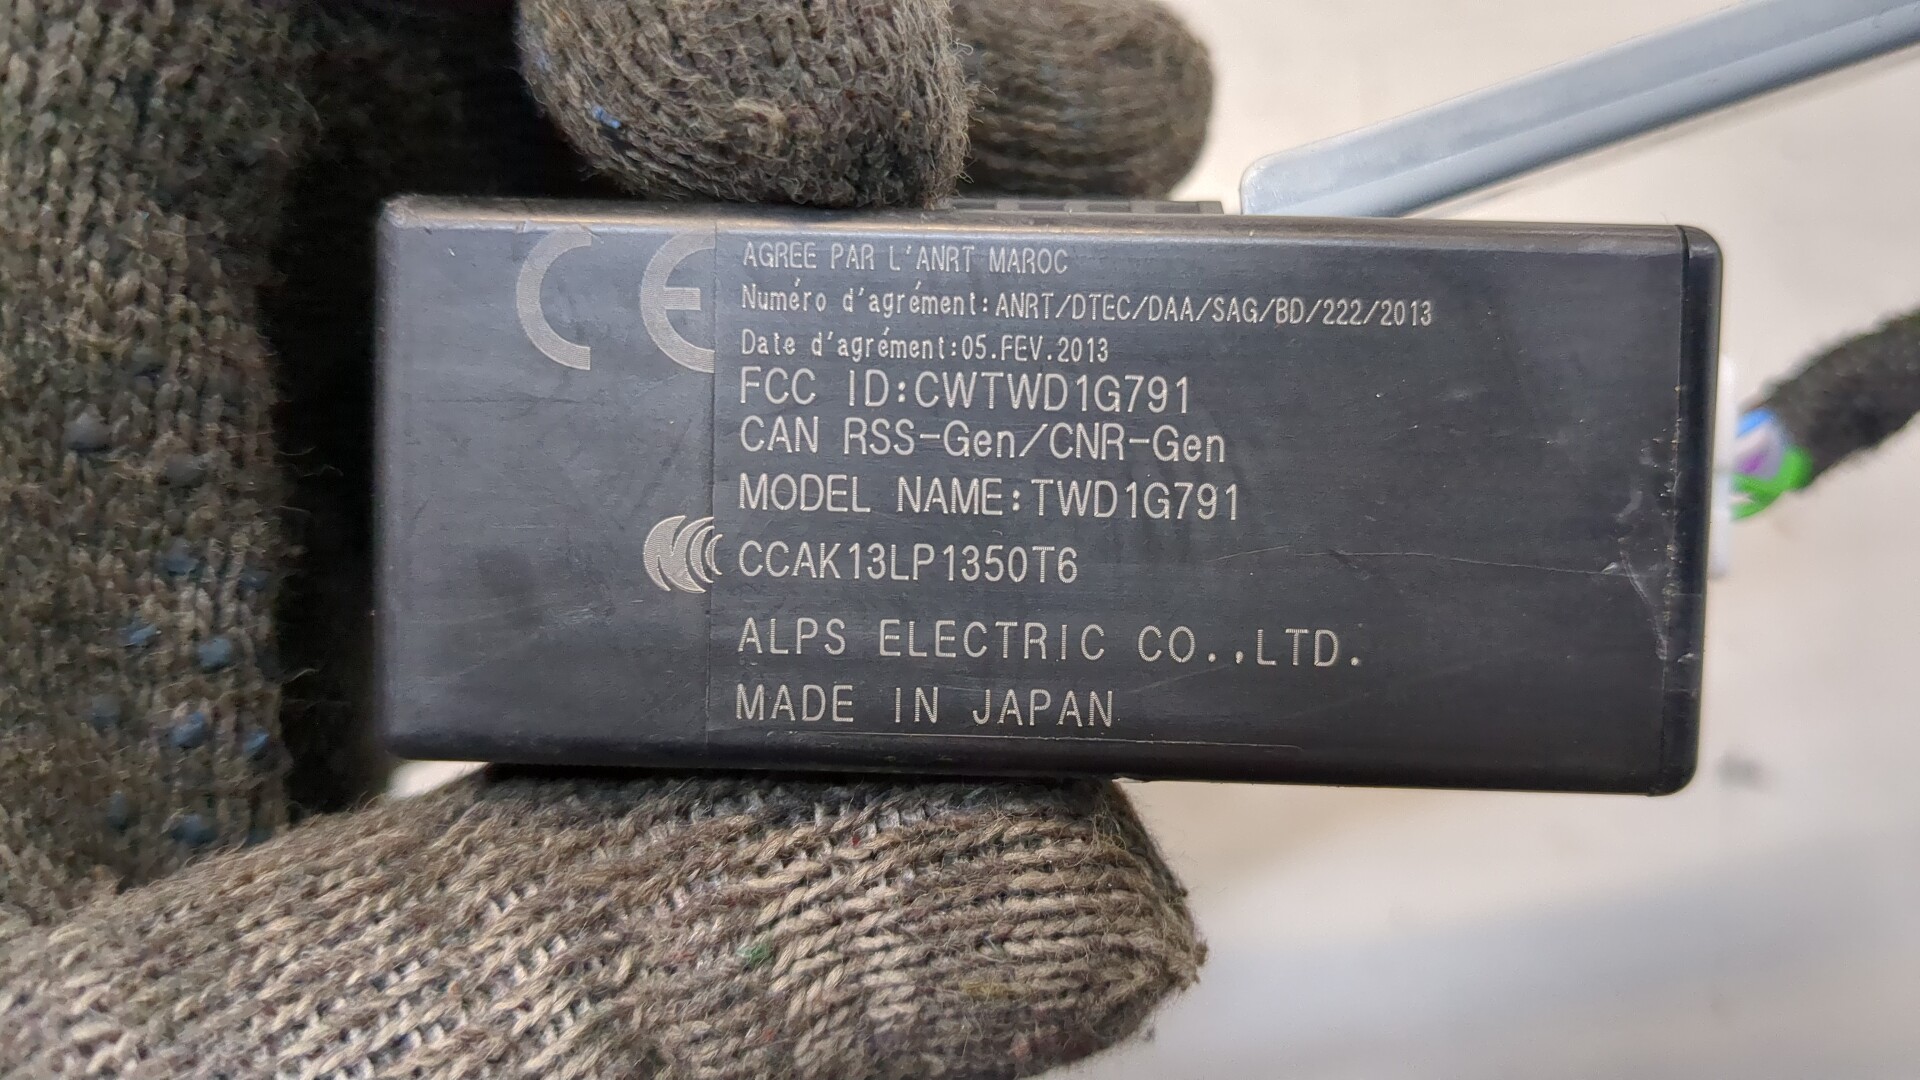 CE
AGREE PAR L'ANRT MAROC
Numéro d'agrément:ANRT/DTEC/DAA/SAG/BD/222/2013
Date d'agrément:05.FEV.2013
FCC ID:CWTWD1G791
CAN RSS-Gen/CNR-Gen
MODEL NAME:TWD1G791
CCAK13LP1350T6
ALPS ELECTRIC CO.,LTD.
MADE IN JAPAN